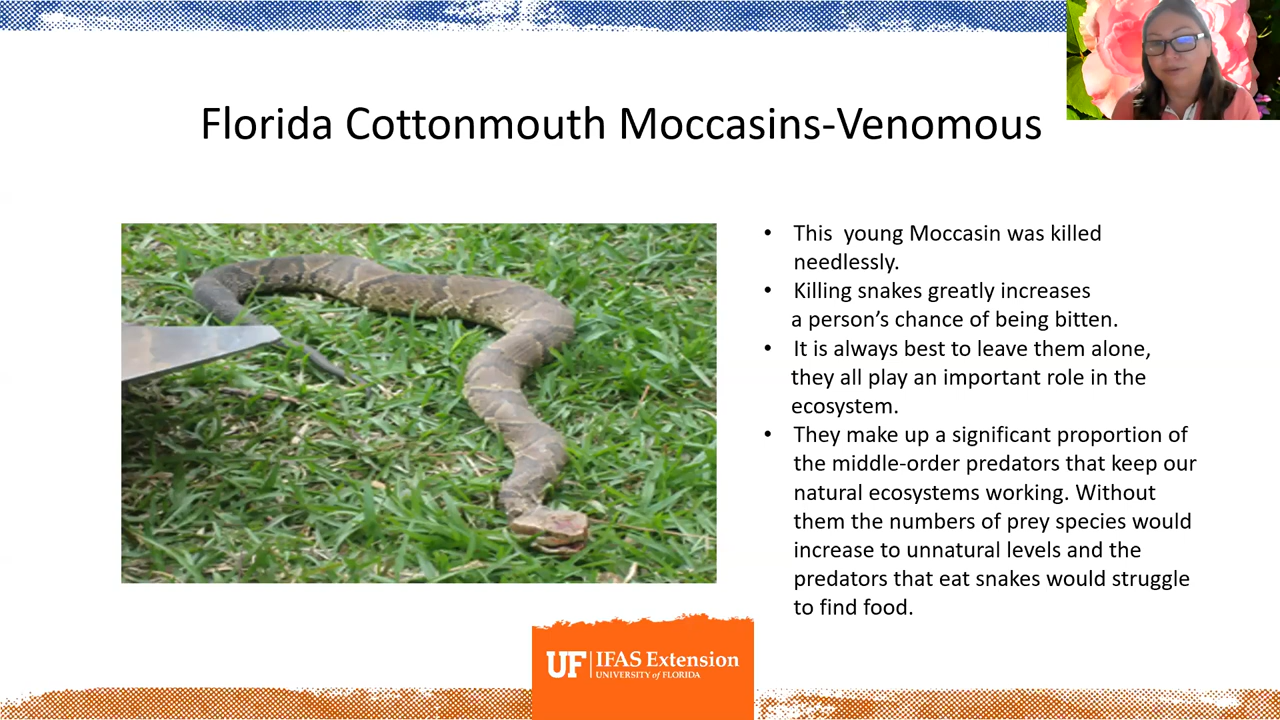 Florida Cottonmouth Moccasins-Venomous
• This  young Moccasin was killed
needlessly.
• Killing snakes greatly increases
a person’s chance of being bitten.
• It is always best to leave them alone,
they all play an important role in the
ecosystem.
• They make up a significant proportion of
the middle-order predators that keep our
natural ecosystems working. Without
them the numbers of prey species would
increase to unnatural levels and the
predators that eat snakes would struggle
to find food.
UF | IFAS Extension
UNIVERSITY of FLORIDA